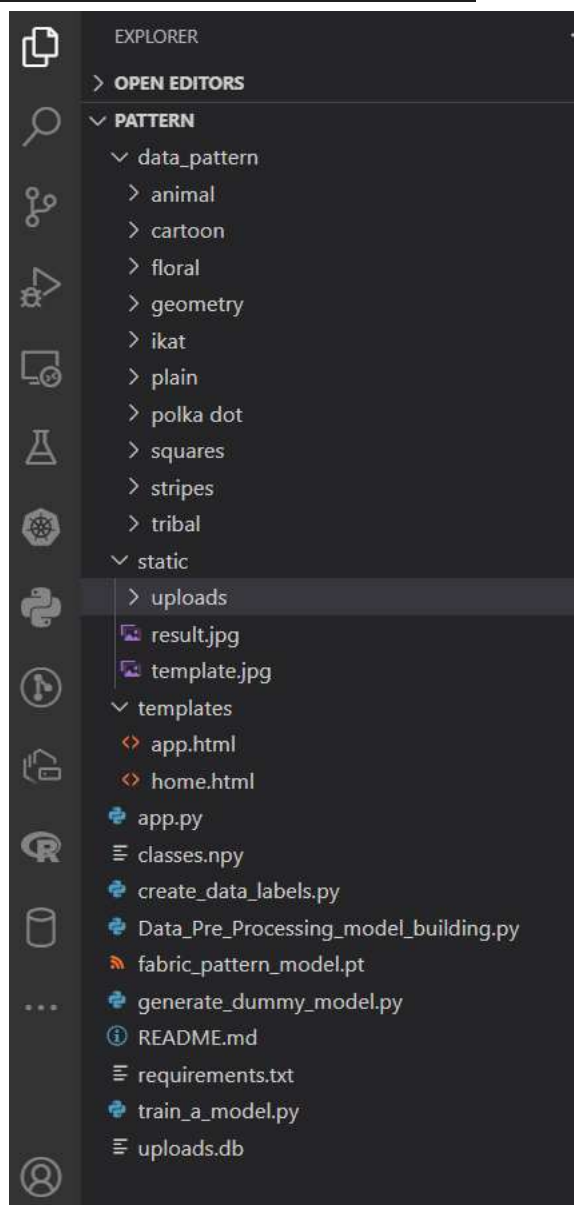 EXPLORER
OPEN EDITORS
PATTERN
data_pattern
animal
cartoon
floral
geometry
ikat
plain
polka dot
squares
stripes
tribal
static
uploads
result.jpg
template.jpg
templates
app.html
home.html
app.py
classes.npy
create_data_labels.py
Data_Pre_Processing_model_building.py
fabric_pattern_model.pt
generate_dummy_model.py
README.md
requirements.txt
train_a_model.py
uploads.db